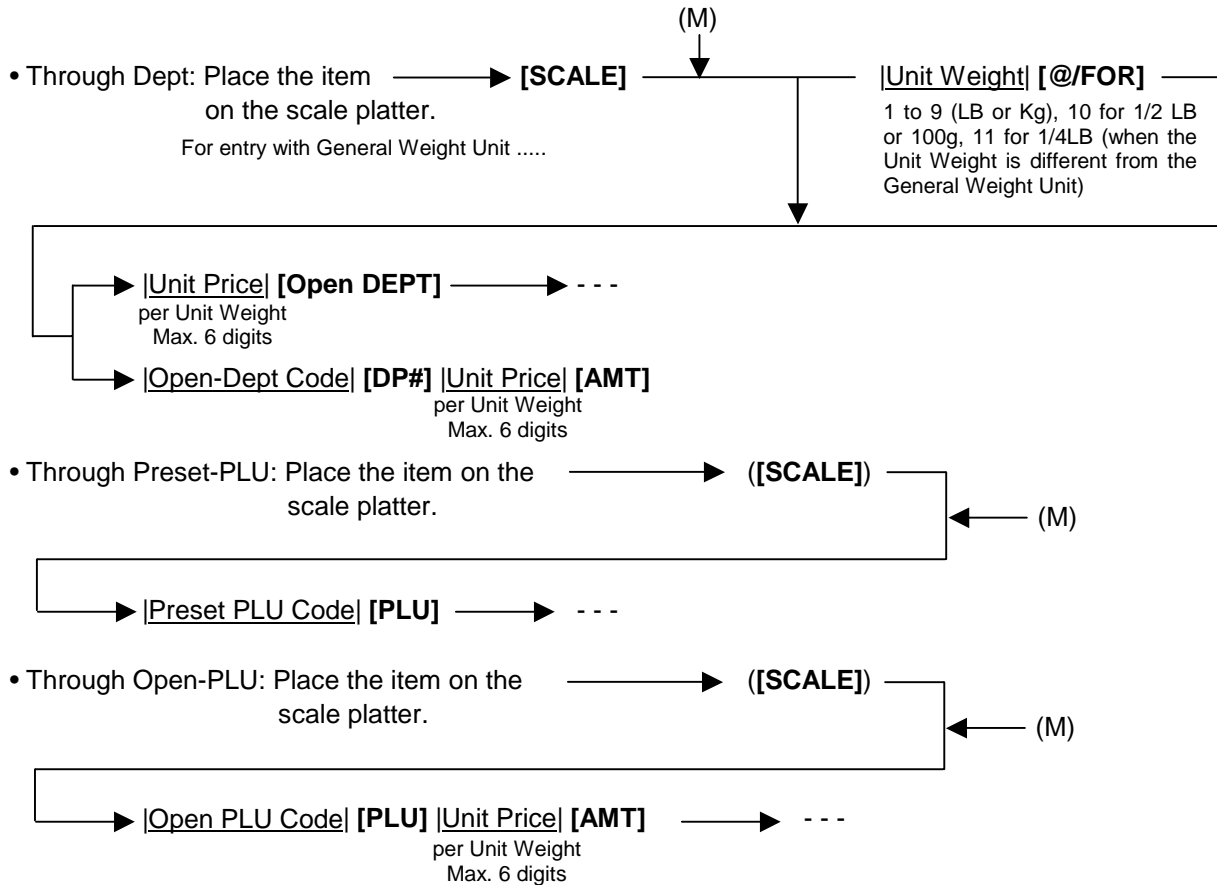 (M)
• Through Dept: Place the item [SCALE] |Unit Weight| [@/FOR]
on the scale platter.
1 to 9 (LB or Kg), 10 for 1/2 LB
or 100g, 11 for 1/4LB (when the
Unit Weight is different from the
General Weight Unit)
For entry with General Weight Unit .....
|Unit Price| [Open DEPT] - - -
per Unit Weight
Max. 6 digits
|Open-Dept Code| [DP#] |Unit Price| [AMT]
per Unit Weight
Max. 6 digits
• Through Preset-PLU: Place the item on the ([SCALE])
scale platter.
(M)
|Preset PLU Code| [PLU] - - -
• Through Open-PLU: Place the item on the ([SCALE])
scale platter.
(M)
|Open PLU Code| [PLU] |Unit Price| [AMT] - - -
per Unit Weight
Max. 6 digits